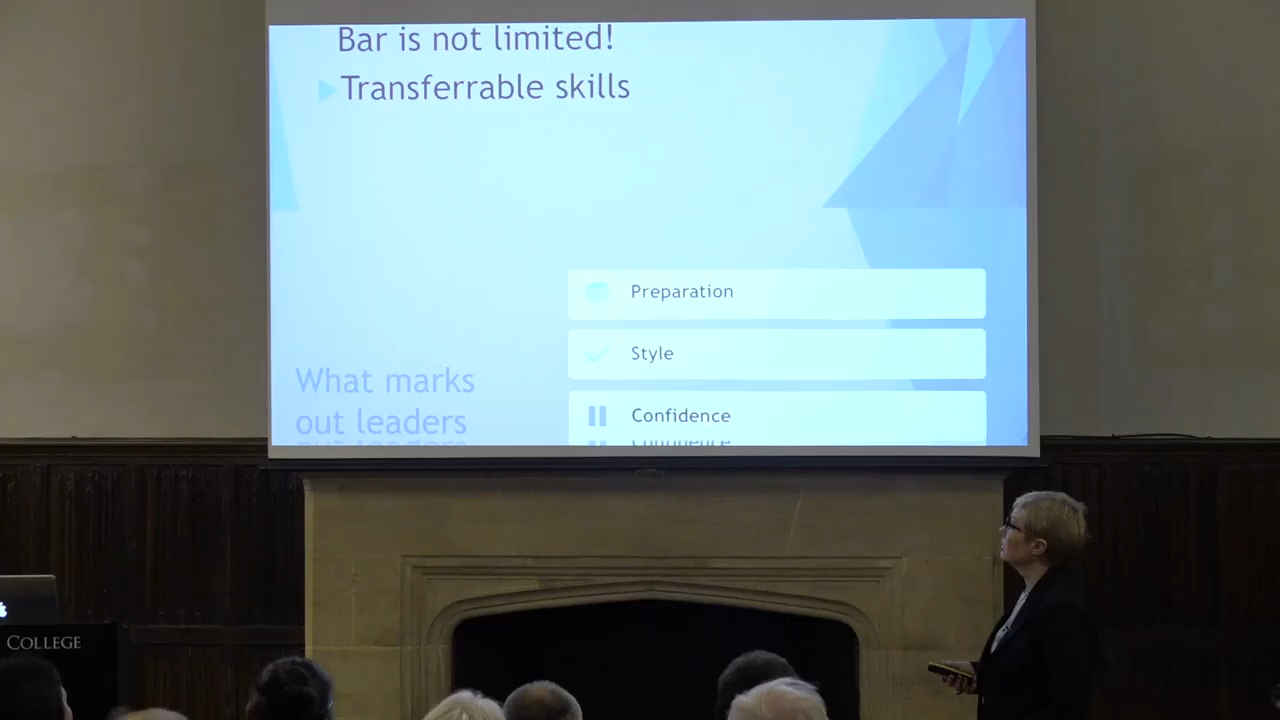 Bar is not limited!
Transferrable skills
Preparation
Style
What marks
out leaders
Confidence
COLLEGE